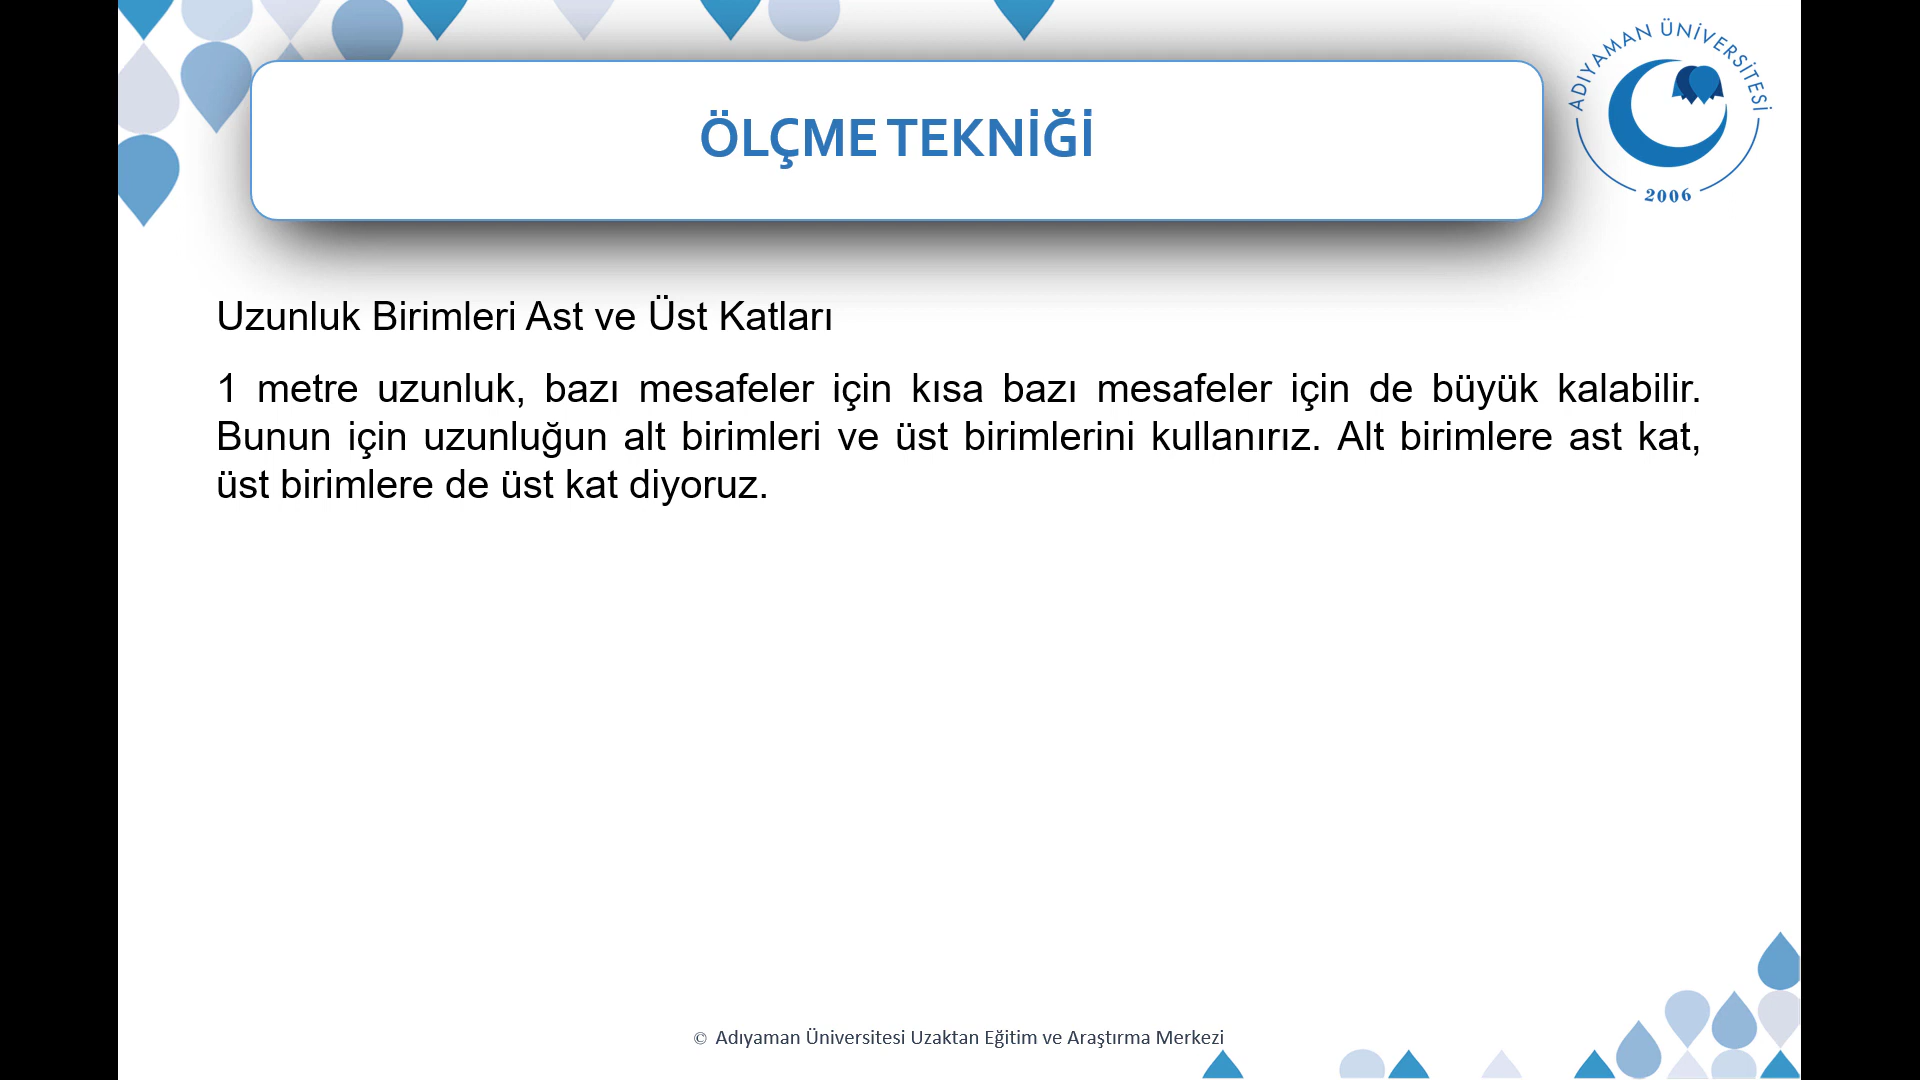 ÖLÇME TEKNİĞİ
ADIYAMAN ÜNİVERSİTESİ
2006
Uzunluk Birimleri Ast ve Üst Katları
1 metre uzunluk, bazı mesafeler için kısa bazı mesafeler için de büyük kalabilir.
Bunun için uzunluğun alt birimleri ve üst birimlerini kullanırız. Alt birimlere ast kat,
üst birimlere de üst kat diyoruz.
© Adıyaman Üniversitesi Uzaktan Eğitim ve Araştırma Merkezi